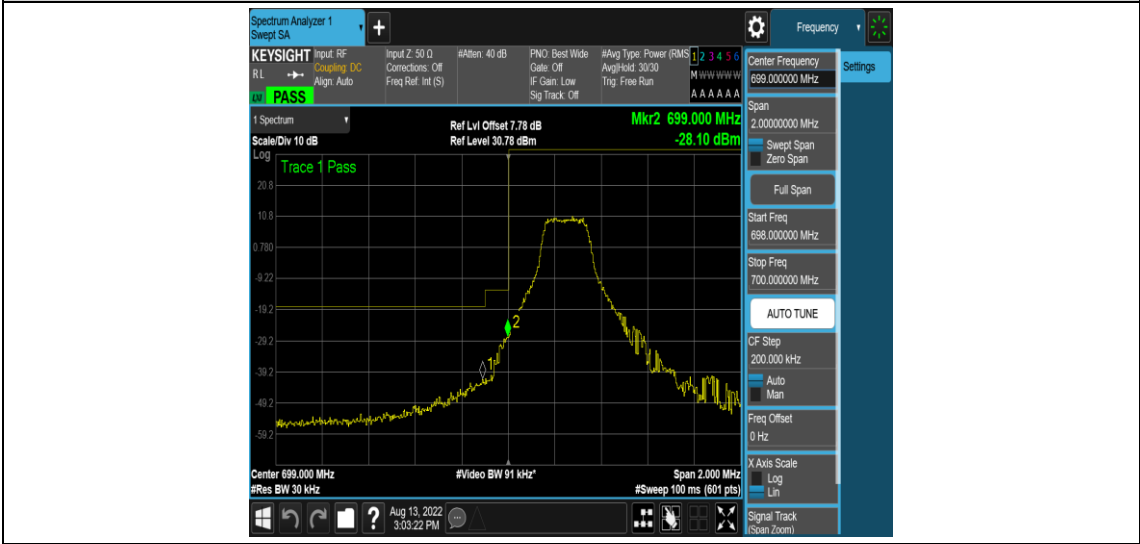 Spectrum Analyzer 1
Swept SA
+
Frequency
KEYSIGHT
RL
PASS
Input: RF
Coupling: DC
Align: Auto
Input Z: 50 Ω
Corrections: Off
Freq Ref: Int (S)
#Atten: 40 dB
PNO: Best Wide
Gate: Off
IF Gain: Low
Sig Track: Off
#Avg Type: Power (RMS
Avg|Hold: 30/30
Trig: Free Run
1 2 3 4 5 6
M W W W W W
A A A A A A
1 Spectrum
Scale/Div 10 dB
Ref Lvl Offset 7.78 dB
Ref Level 30.78 dBm
Mkr2 699.000 MHz
-28.10 dBm
Log
Trace 1 Pass
20.8
10.8
0.780
-9.22
-19.2
-29.2
-39.2
-49.2
-59.2
2
1
Center 699.000 MHz
#Res BW 30 kHz
#Video BW 91 kHz*
Span 2.000 MHz
#Sweep 100 ms (601 pts)
?
Aug 13, 2022
3:03:22 PM
Center Frequency
699.000000 MHz
Settings
Span
2.00000000 MHz
Swept Span
Zero Span
Full Span
Start Freq
698.000000 MHz
Stop Freq
700.000000 MHz
AUTO TUNE
CF Step
200.000 kHz
Auto
Man
Freq Offset
0 Hz
X Axis Scale
Log
Lin
Signal Track
(Span Zoom)